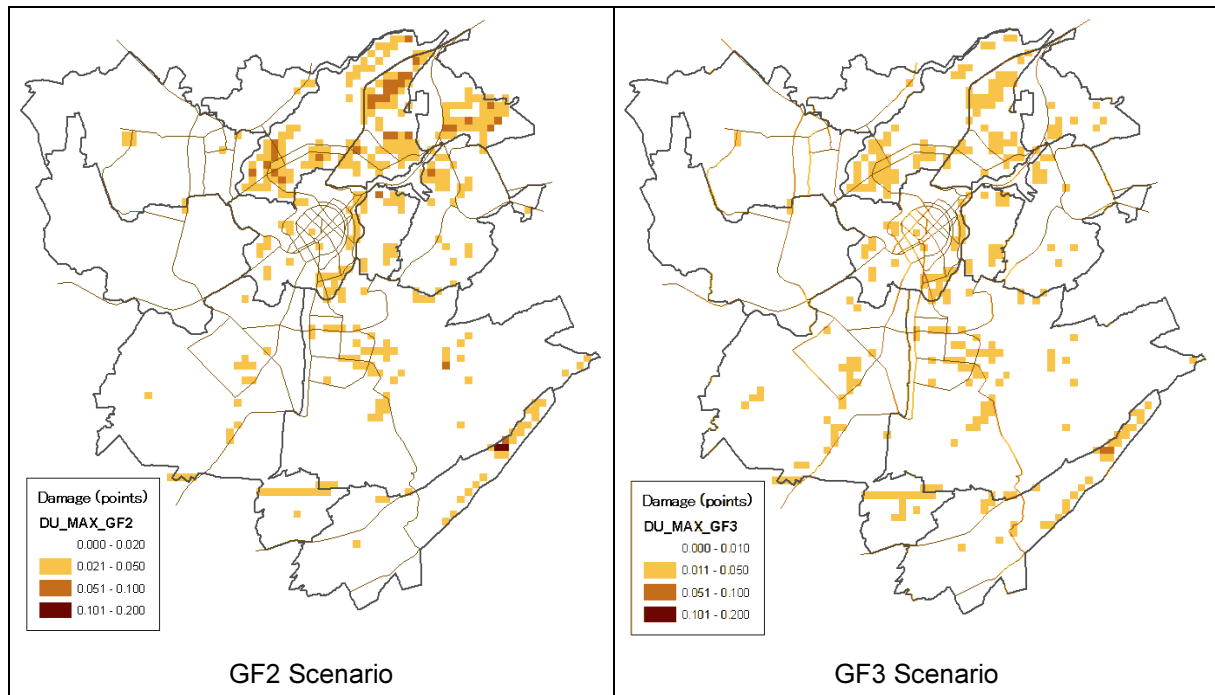 Damage (points)
DU_MAX_GF2
0.000 - 0.020
0.021 - 0.050
0.051 - 0.100
0.101 - 0.200
GF2 Scenario
Damage (points)
DU_MAX_GF3
0.000 - 0.010
0.011 - 0.050
0.051 - 0.100
0.101 - 0.200
GF3 Scenario